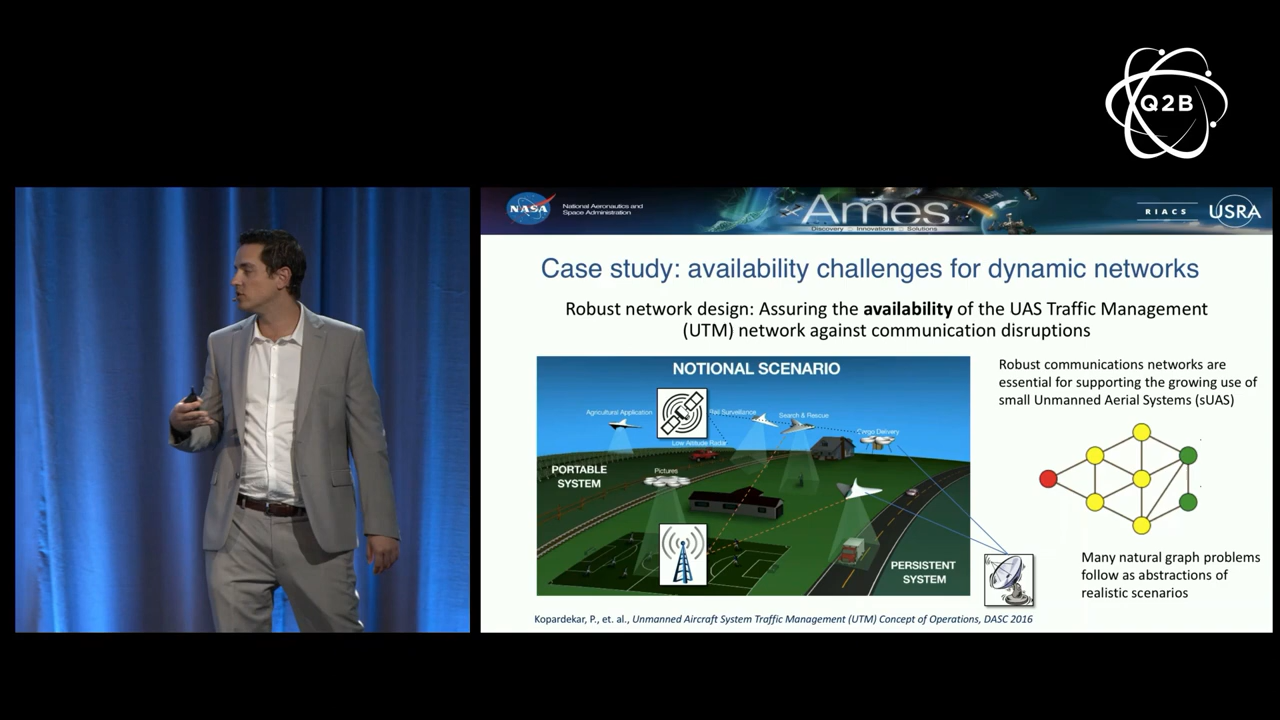 Q2B
NASA
National Aeronautics and
Space Administration
Ames
Discovery :: Innovations :: Solutions
RIACS
USRA
Case study: availability challenges for dynamic networks
Robust network design: Assuring the availability of the UAS Traffic Management
(UTM) network against communication disruptions
NOTIONAL SCENARIO
Agricultural Application
Rail Surveillance
Search & Rescue
Cargo Delivery
Low Altitude Radar
PORTABLE
SYSTEM
Pictures
PERSISTENT
SYSTEM
Robust communications networks are
essential for supporting the growing use of
small Unmanned Aerial Systems (sUAS)
Many natural graph problems
follow as abstractions of
realistic scenarios
Kopardekar, P., et. al., Unmanned Aircraft System Traffic Management (UTM) Concept of Operations, DASC 2016